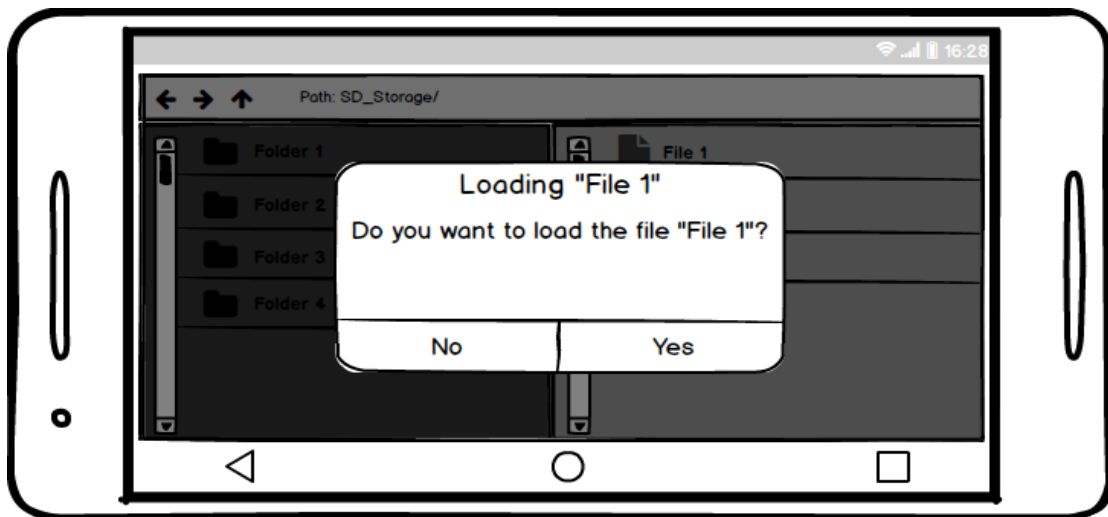 16:28
Path: SD_Storage/
Folder 1
File 1
Loading "File 1"
Folder 2
Do you want to load the file "File 1"?
Folder 3
Folder 4
No
Yes